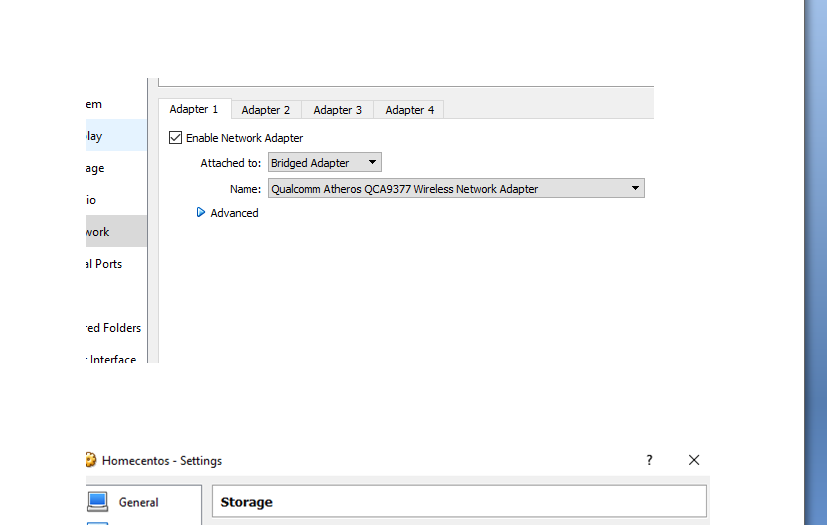 em
Adapter 1 Adapter 2 Adapter 3 Adapter 4
lay
Enable Network Adapter
Attached to: Bridged Adapter
age
Name: Qualcomm Atheros QCA9377 Wireless Network Adapter
io
Advanced
work
al Ports
red Folders
r Interface
Homecentos - Settings ?
General
Storage